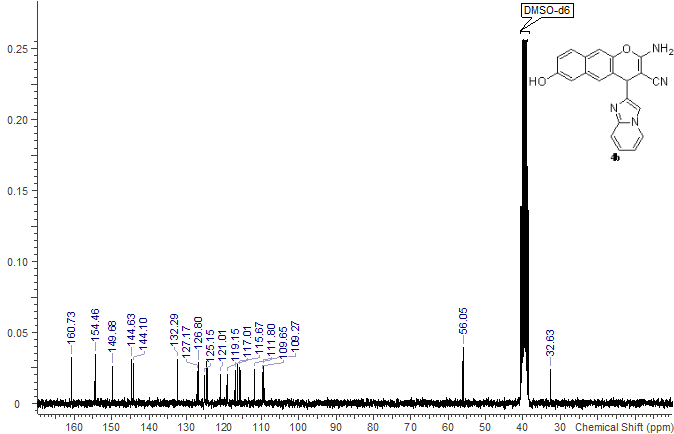 DMSO-d6
O
NH₂
HO
CN
N
N
4b
0.25
0.20
0.15
0.10
0.05
0
160.73
154.46
149.68
144.63
144.10
132.29
127.17
126.80
125.15
121.01
119.15
117.01
115.67
111.80
109.65
109.27
56.05
32.63
160 150 140 130 120 110 100 90 80 70 60 50 40 30
Chemical Shift (ppm)